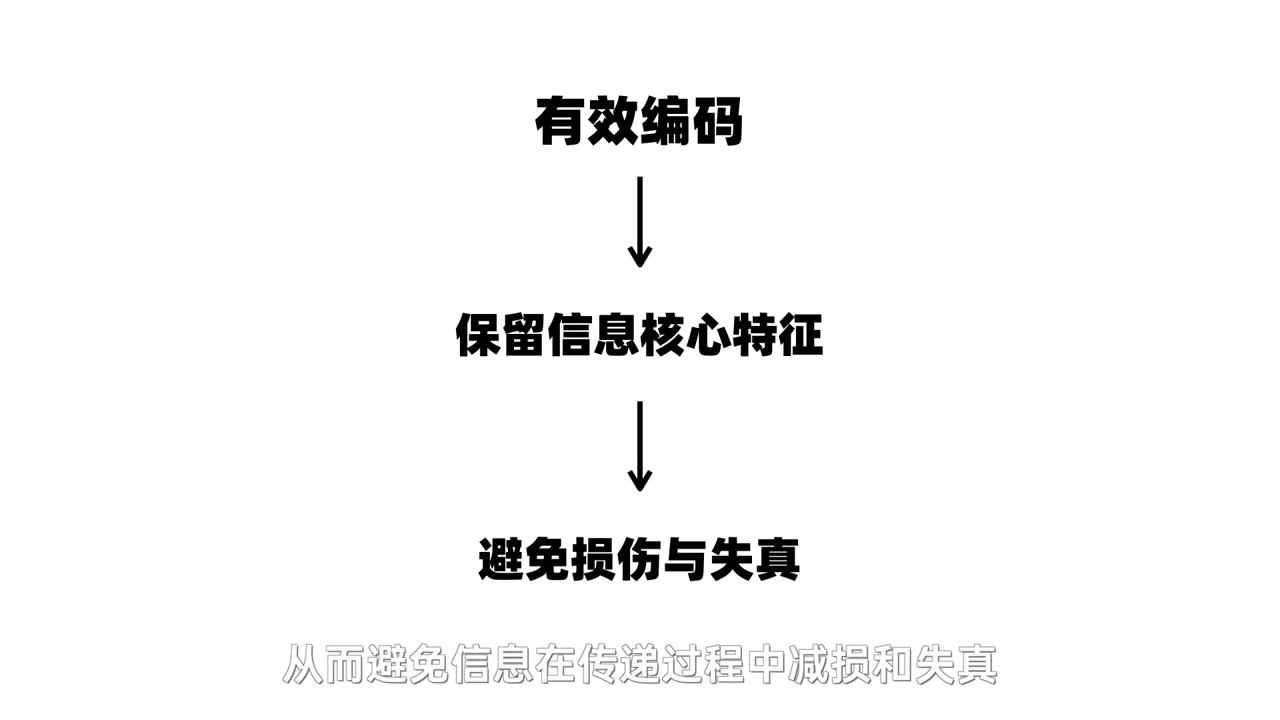 有效编码
保留信息核心特征
避免损伤与失真
从而避免信息在传递过程中减损和失真